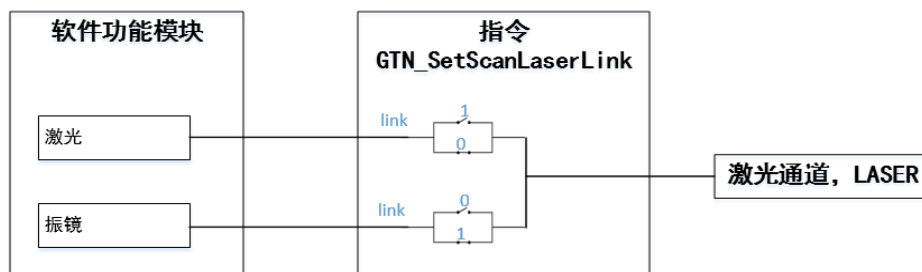 软件功能模块
指令
GTN_SetScanLaserLink
激光
link
1
0
激光通道，LASER
振镜
link
0
1